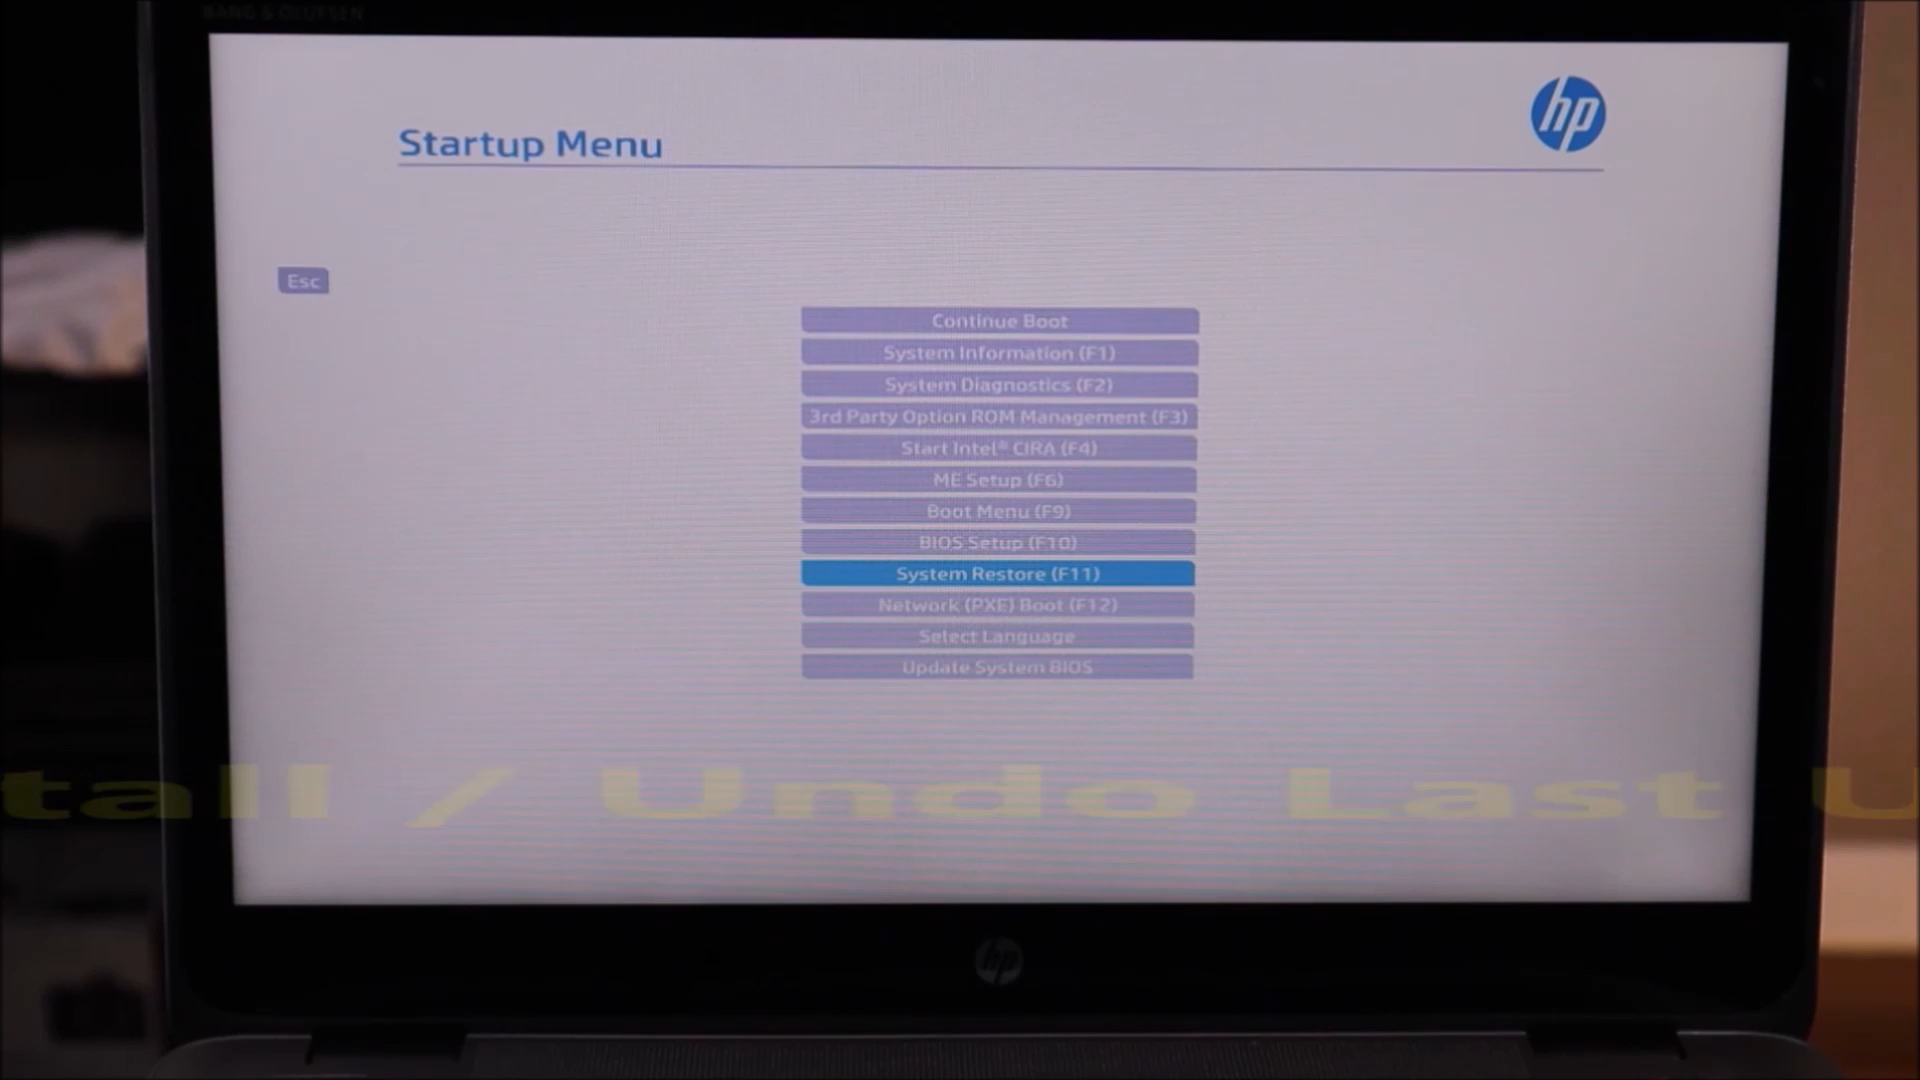 BANG & OLUFSEN
hp
Startup Menu
Esc
Continue Boot
System Information (F1)
System Diagnostics (F2)
3rd Party Option ROM Management (F3)
Start Intel® CIRA (F4)
ME Setup (F6)
Boot Menu (F9)
BIOS Setup (F10)
System Restore (F11)
Network (PXE) Boot (F12)
Select Language
Update System BIOS
tall / Undo Last U
hp